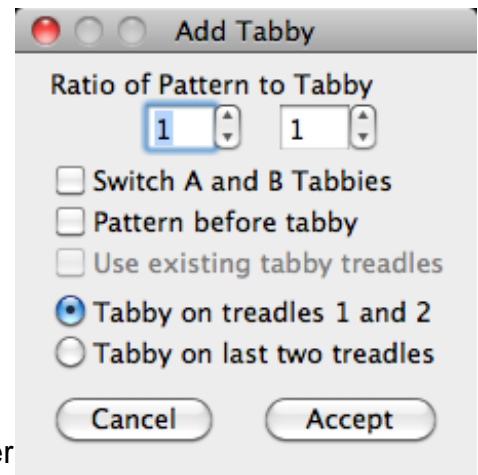 Add Tabby
Ratio of Pattern to Tabby
1 1
Switch A and B Tabbies
Pattern before tabby
Use existing tabby treadles
Tabby on treadles 1 and 2
Tabby on last two treadles
Cancel Accept
er